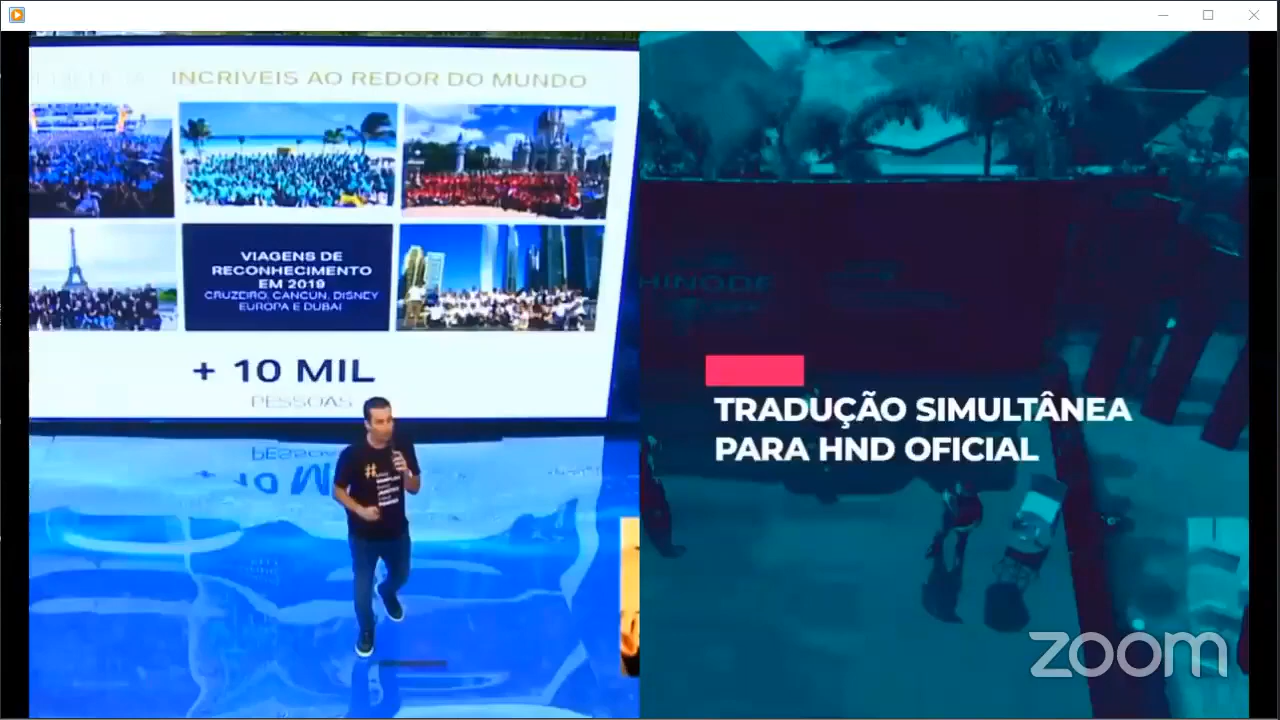 INCRIVEIS AO REDOR DO MUNDO
VIAGENS DE
RECONHECIMENTO
EM 2019
CRUZEIRO, CANCUN, DISNEY
EUROPA E DUBAI
+ 10 MIL
PESSOAS
HINODE
TRADUÇÃO SIMULTÂNEA
PARA HND OFICIAL
zoom